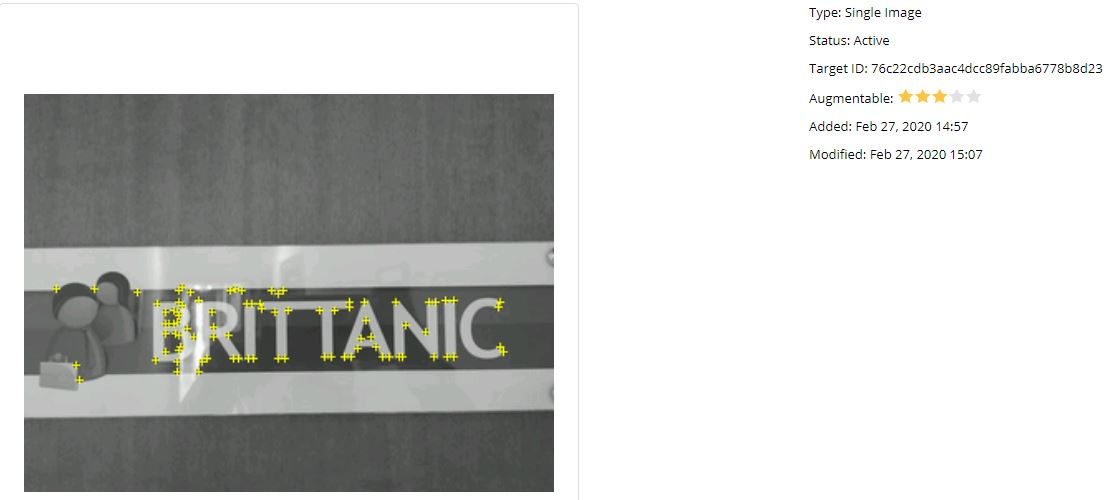 Type: Single Image
Status: Active
Target ID: 76c22cdb3aac4dcc89fabba6778b8d23
Augmentable:
Added: Feb 27, 2020 14:57
Modified: Feb 27, 2020 15:07
BRITTANIC